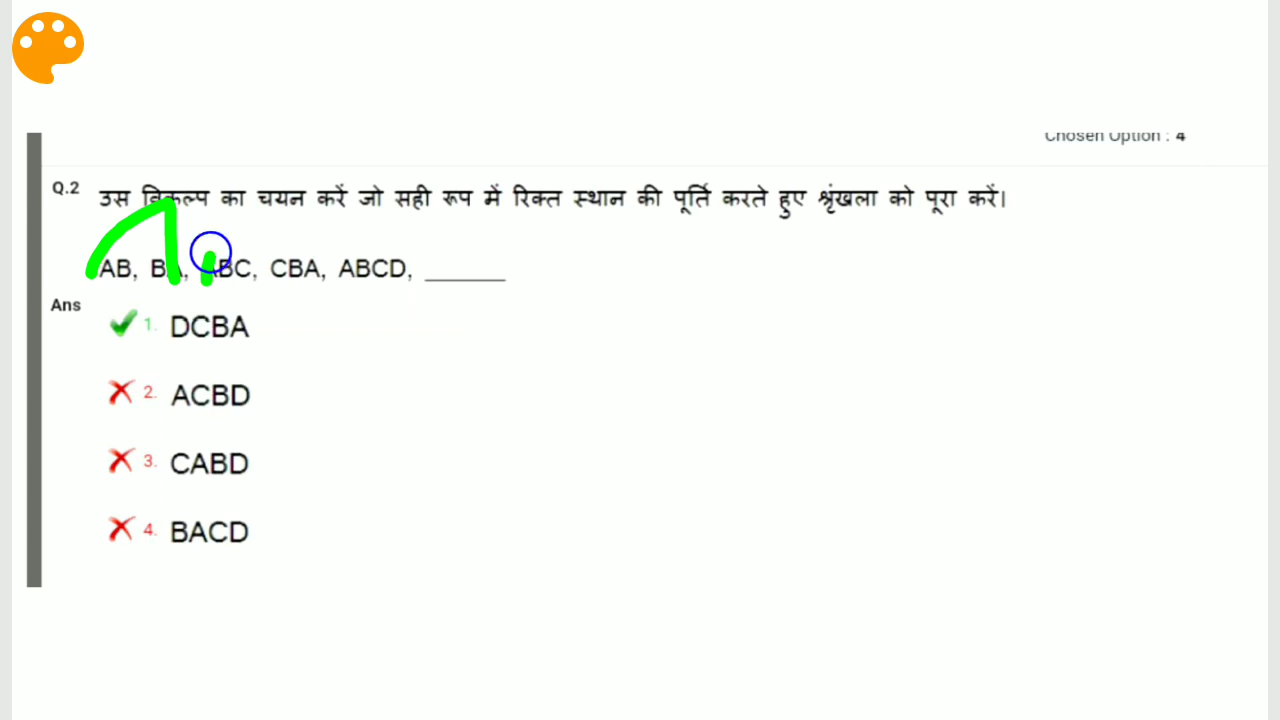 Chosen Option : 4
Q.2 उस विकल्प का चयन करें जो सही रूप में रिक्त स्थान की पूर्ति करते हुए श्रृंखला को पूरा करें।
AB, BA, ABC, CBA, ABCD, ______
Ans
1. DCBA
2. ACBD
3. CABD
4. BACD